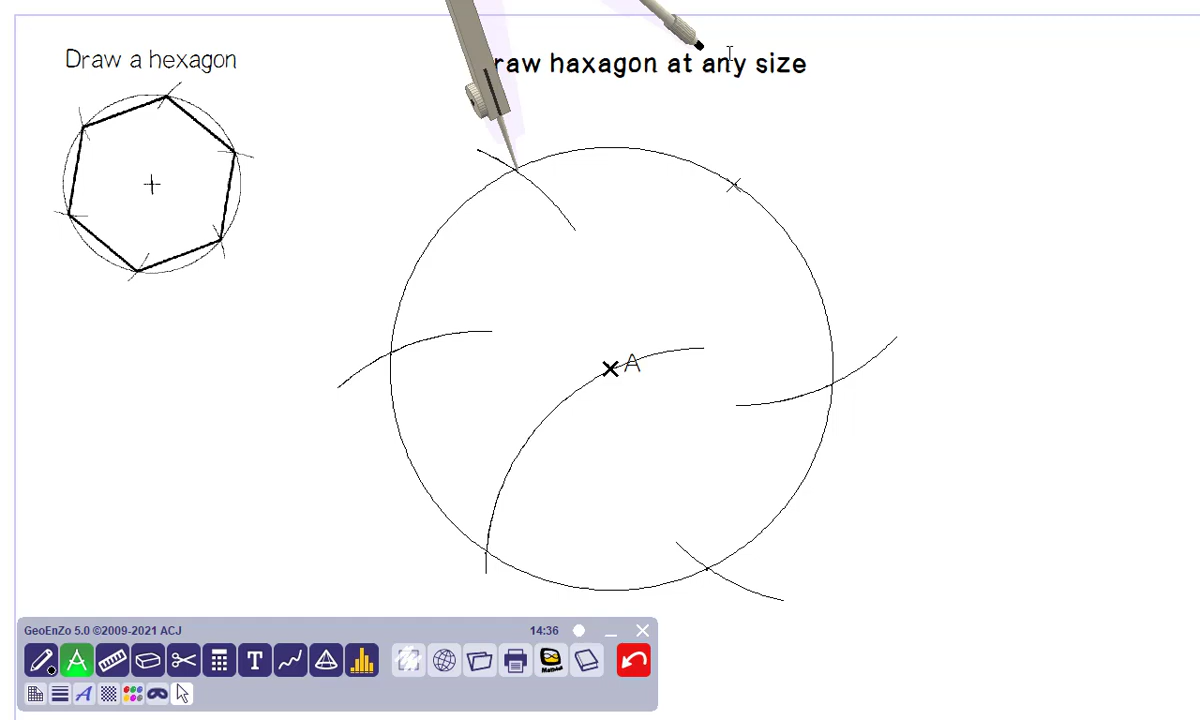 Draw a hexagon
raw haxagon at any size
A
GeoEnZo 5.0 ©2009-2021 ACJ 14:36
T
A